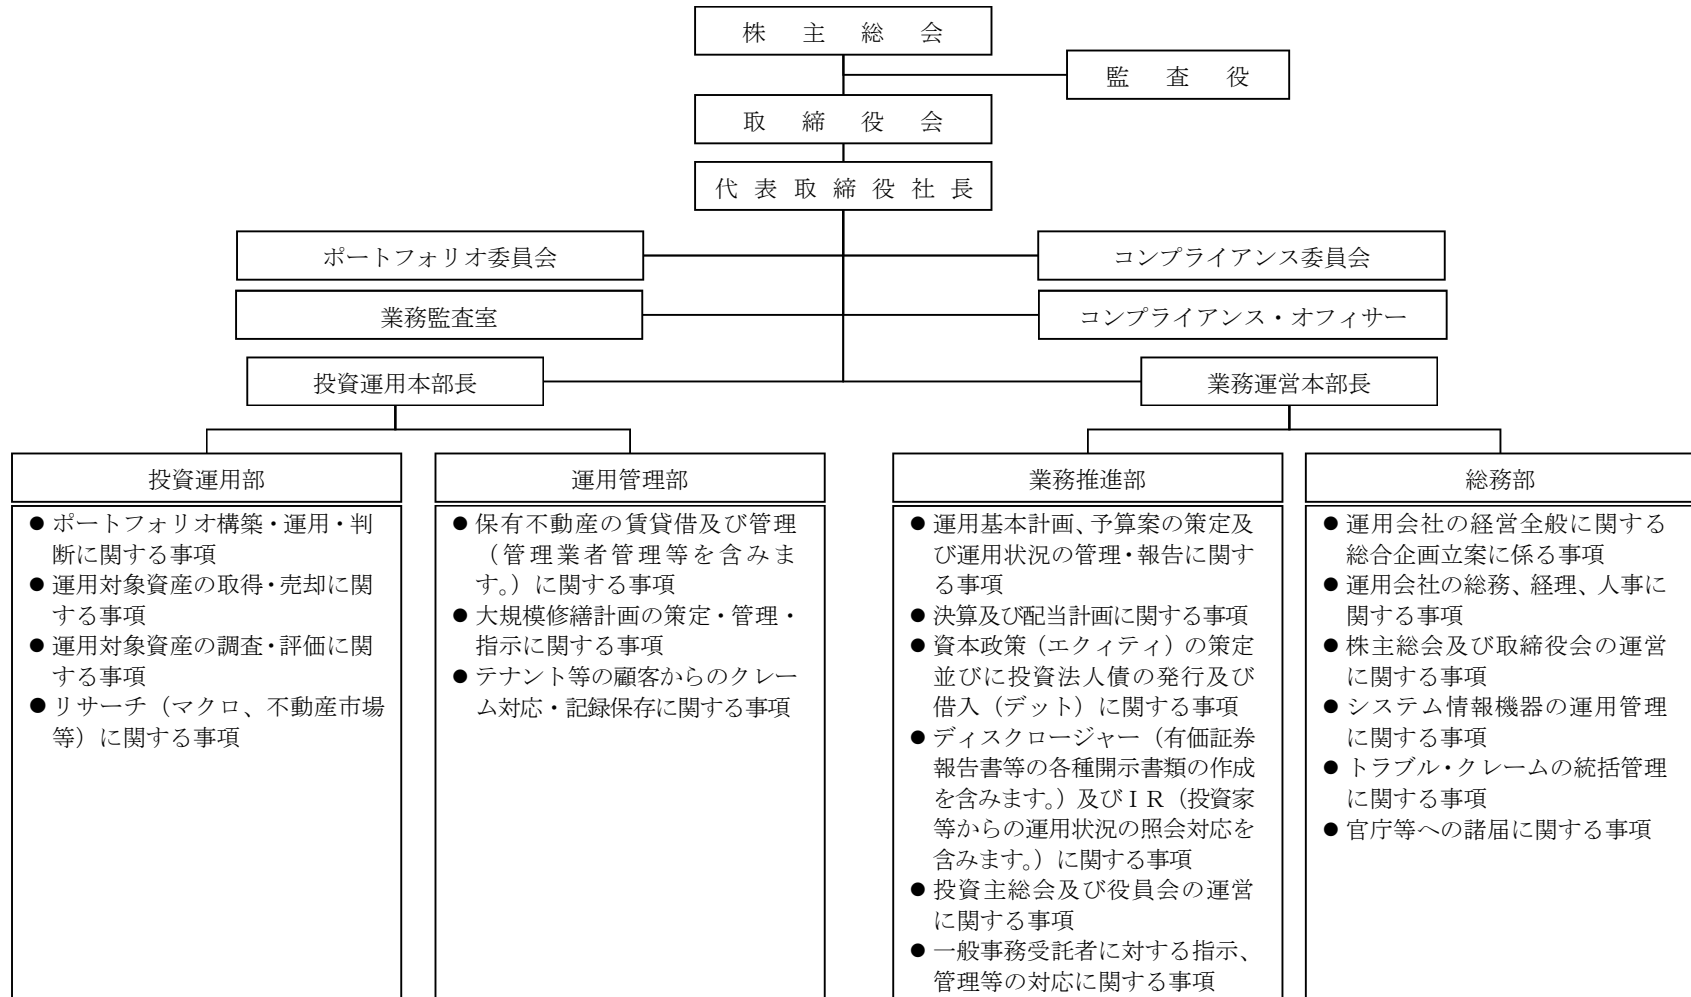 株主総会
監査役
取締役会
代表取締役社長
ポートフォリオ委員会
コンプライアンス委員会
業務監査室
コンプライアンス・オフィサー
投資運用本部長
業務運営本部長
投資運用部
●ポートフォリオ構築・運用・判
断に関する事項
●運用対象資産の取得・売却に関
する事項
●運用対象資産の調査・評価に関
する事項
●リサーチ（マクロ、不動産市場
等）に関する事項
運用管理部
●保有不動産の賃貸借及び管理
（管理業者管理等を含みま
す。）に関する事項
●大規模修繕計画の策定・管理・
指示に関する事項
●テナント等の顧客からのクレー
ム対応・記録保存に関する事項
業務推進部
●運用基本計画、予算案の策定及
び運用状況の管理・報告に関す
る事項
●決算及び配当計画に関する事項
●資本政策（エクィティ）の策定
並びに投資法人債の発行及び
借入（デット）に関する事項
●ディスクロージャー（有価証券
報告書等の各種開示書類の作成
を含みます。）及びＩＲ（投資家
等からの運用状況の照会対応を
含みます。）に関する事項
●投資主総会及び役員会の運営
に関する事項
●一般事務受託者に対する指示、
管理等の対応に関する事項
総務部
●運用会社の経営全般に関する
総合企画立案に係る事項
●運用会社の総務、経理、人事に
関する事項
●株主総会及び取締役会の運営
に関する事項
●システム情報機器の運用管理
に関する事項
●トラブル・クレームの統括管理
に関する事項
●官庁等への諸届に関する事項